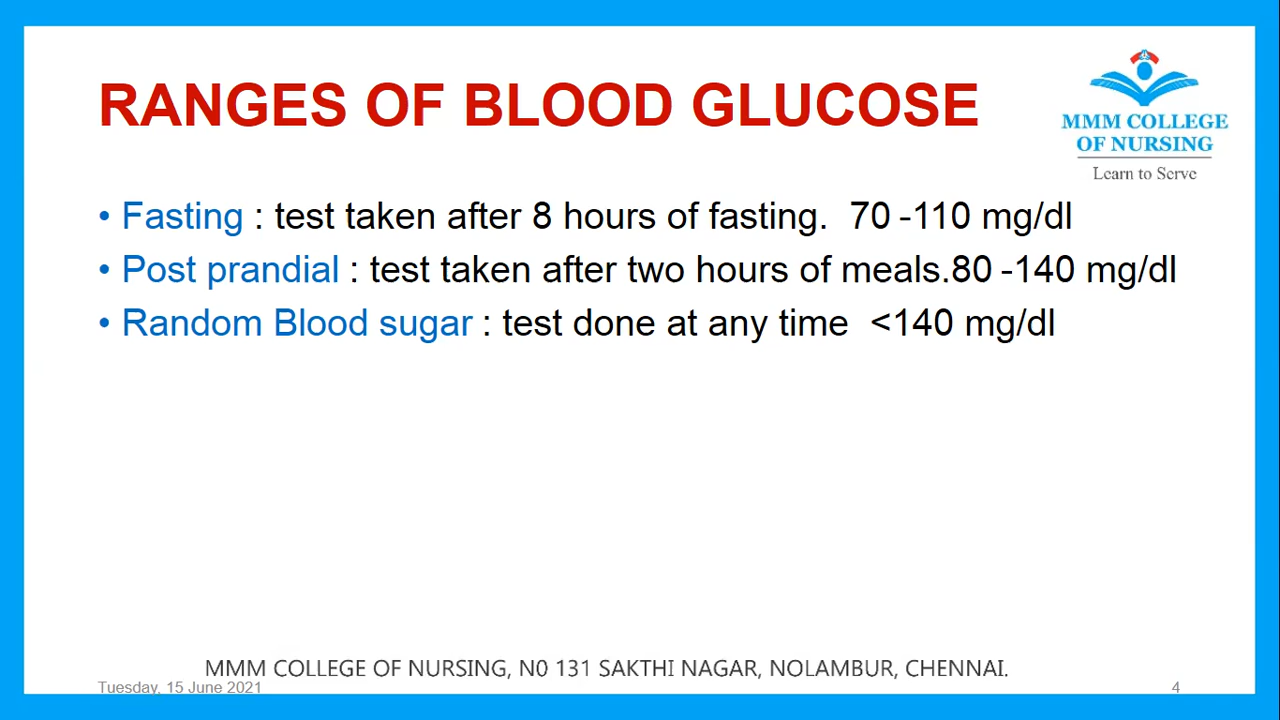 RANGES OF BLOOD GLUCOSE
MMM COLLEGE
OF NURSING
Learn to Serve
• Fasting : test taken after 8 hours of fasting.  70 -110 mg/dl
• Post prandial : test taken after two hours of meals.80 -140 mg/dl
• Random Blood sugar : test done at any time  <140 mg/dl
MMM COLLEGE OF NURSING, N0 131 SAKTHI NAGAR, NOLAMBUR, CHENNAI.
Tuesday, 15 June 2021
4